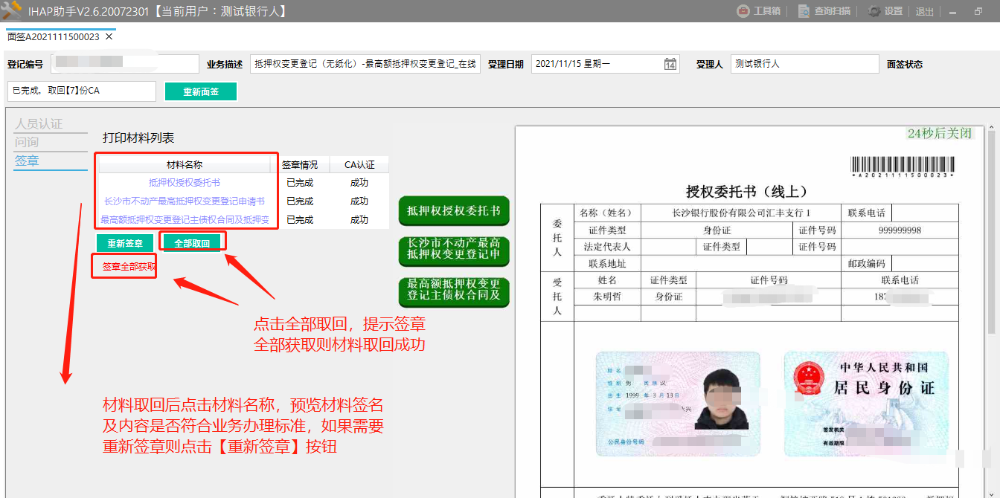 IHAP助手V2.6.20072301【当前用户：测试银行人】
工具箱
查询扫描
设置
退出
面签A2021111500023 ×
登记编号
业务描述
抵押权变更登记（无纸化）-最高额抵押权变更登记_在线
受理日期
2021/11/15 星期一
14
受理人
测试银行人
面签状态
已完成，取回【7】份CA
重新面签
人员认证
问询
签章
打印材料列表
材料名称 签章情况 CA认证
抵押权授权委托书 已完成 成功
长沙市不动产最高抵押权变更登记申请书 已完成 成功
最高额抵押权变更登记主债权合同及抵押变 已完成 成功
重新签章
全部取回
签章全部获取
抵押权授权委托书
长沙市不动产最高
抵押权变更登记申
最高额抵押权变更
登记主债权合同及
点击全部取回，提示签章
全部获取则材料取回成功
材料取回后点击材料名称，预览材料签名
及内容是否符合业务办理标准，如果需要
重新签章则点击【重新签章】按钮
24秒后关闭
*A2021111500023*
授权委托书（线上）
委托人
名称（姓名） 长沙银行股份有限公司汇丰支行1 联系电话
证件类型 身份证 证件号码 999999998
法定代表人 证件类型 证件号码
联系地址 邮政编码
受托人
姓名 证件类型 证件号码 联系电话
朱明哲 身份证 187
姓名
性别 男 民族 汉
出生 1999 年 3 月 13 日
住址
公民身份号码
中华人民共和国
居民身份证
签发机关
有效期限